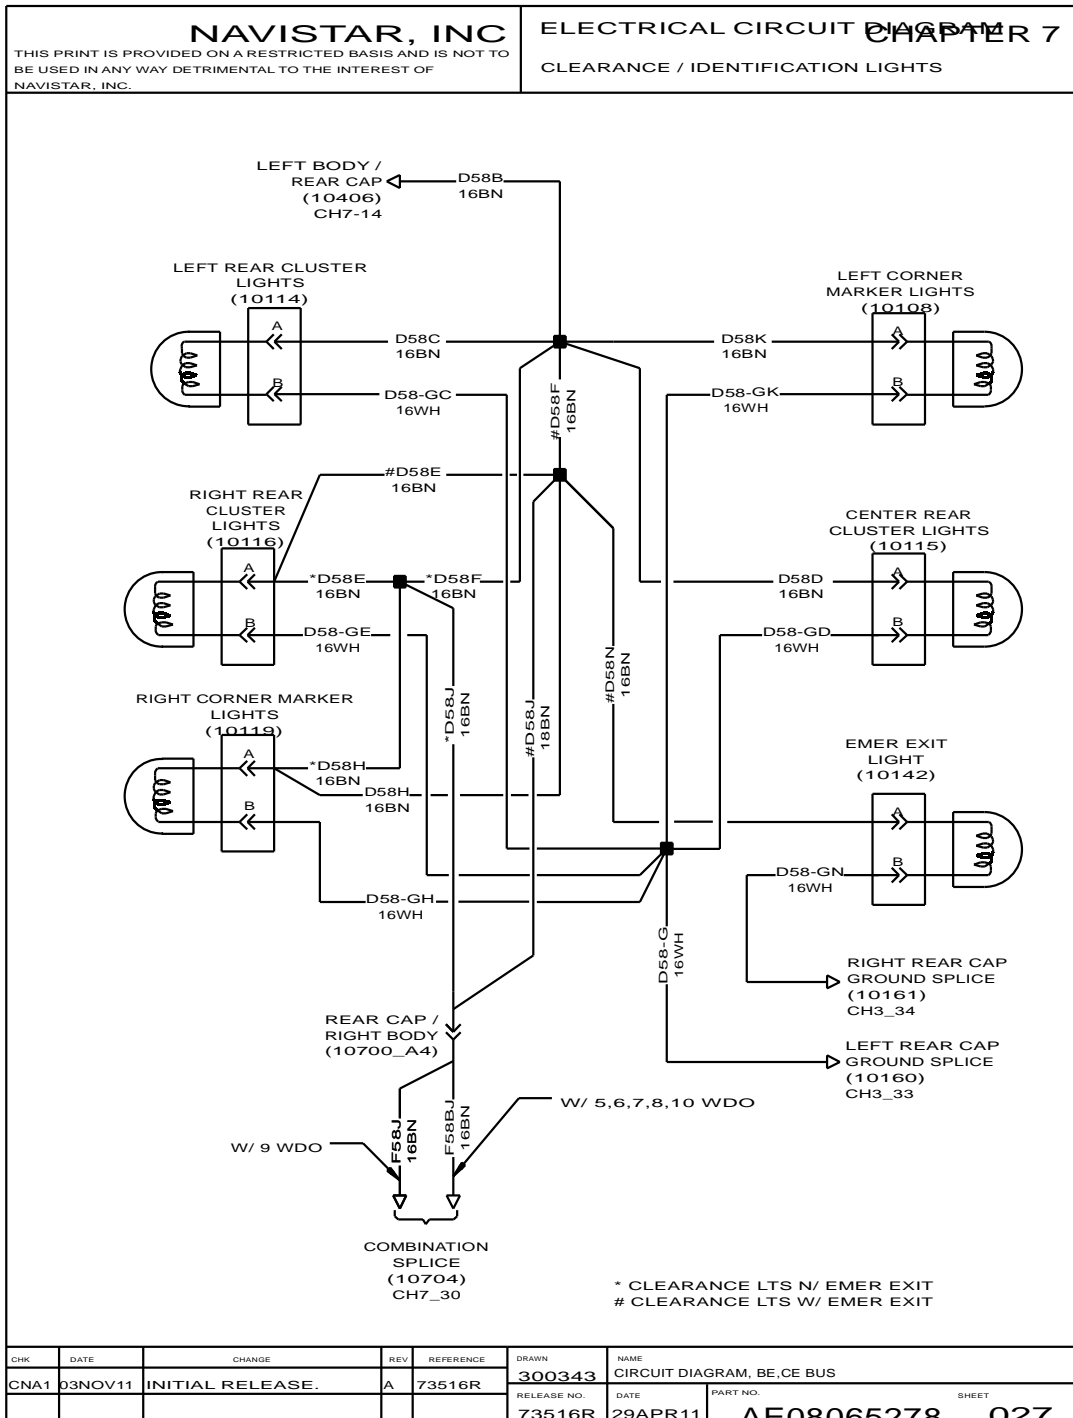 NAVISTAR, INC
THIS PRINT IS PROVIDED ON A RESTRICTED BASIS AND IS NOT TO
BE USED IN ANY WAY DETRIMENTAL TO THE INTEREST OF
NAVISTAR, INC.
ELECTRICAL CIRCUIT DIAGRAM
CHAPTER 7
CLEARANCE / IDENTIFICATION LIGHTS
LEFT BODY /
REAR CAP
(10406)
CH7-14
D58B
16BN
LEFT REAR CLUSTER
LIGHTS
(10114)
A
B
D58C
16BN
D58-GC
16WH
LEFT CORNER
MARKER LIGHTS
(10108)
A
B
D58K
16BN
D58-GK
16WH
#D58F
16BN
#D58E
16BN
RIGHT REAR
CLUSTER
LIGHTS
(10116)
A
B
*D58E
16BN
*D58F
16BN
D58-GE
16WH
CENTER REAR
CLUSTER LIGHTS
(10115)
A
B
D58D
16BN
D58-GD
16WH
*D58J
16BN
#D58J
18BN
#D58N
16BN
RIGHT CORNER MARKER
LIGHTS
(10119)
A
B
*D58H
16BN
D58H
16BN
D58-GH
16WH
EMER EXIT
LIGHT
(10142)
A
B
D58-GN
16WH
D58-G
16WH
RIGHT REAR CAP
GROUND SPLICE
(10161)
CH3_34
LEFT REAR CAP
GROUND SPLICE
(10160)
CH3_33
REAR CAP /
RIGHT BODY
(10700_A4)
F58J
16BN
F58BJ
16BN
W/ 5,6,7,8,10 WDO
W/ 9 WDO
COMBINATION
SPLICE
(10704)
CH7_30
* CLEARANCE LTS N/ EMER EXIT
# CLEARANCE LTS W/ EMER EXIT
CHK DATE CHANGE REV REFERENCE
CNA1 03NOV11 INITIAL RELEASE. A 73516R
DRAWN
300343
NAME
CIRCUIT DIAGRAM, BE,CE BUS
RELEASE NO.
73516R
DATE
29APR11
PART NO.
AE08065278
SHEET
027